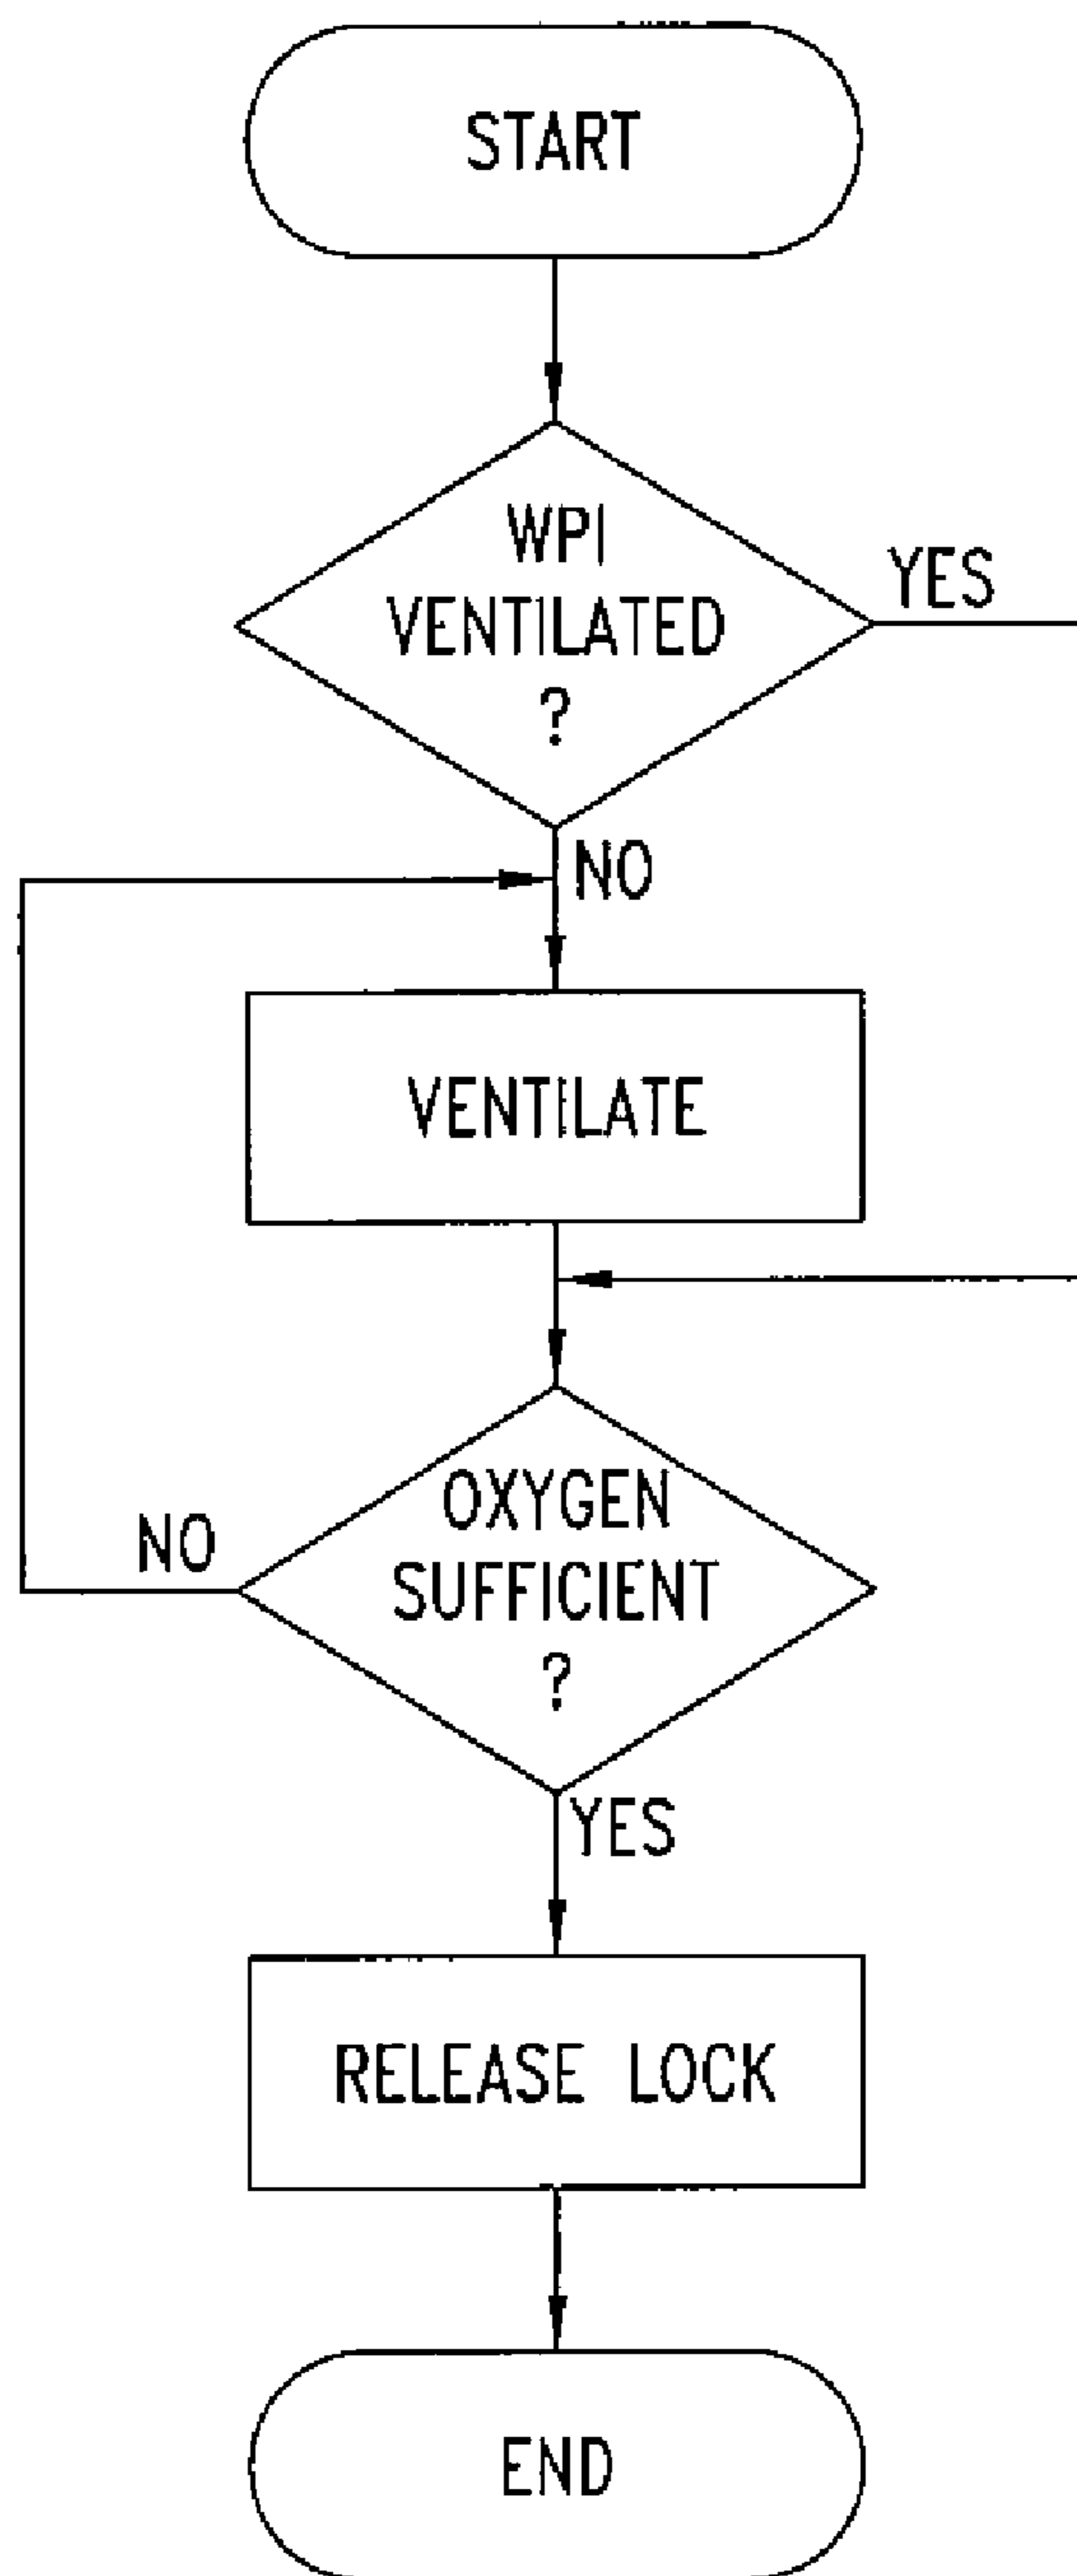 START
WPI
VENTILATED
?
YES
NO
VENTILATE
OXYGEN
SUFFICIENT
?
NO
YES
RELEASE LOCK
END